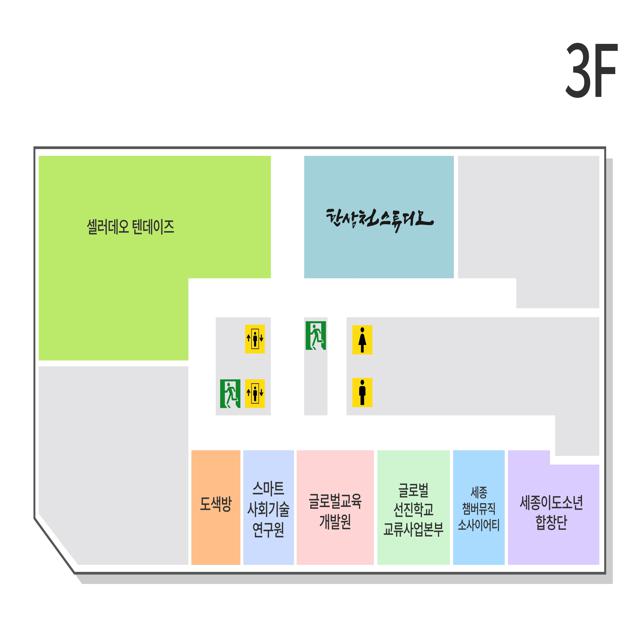 3F
셀러데오 텐데이즈
한상천스튜디오
도색방
스마트
사회기술
연구원
글로벌교육
개발원
글로벌
선진학교
교류사업본부
세종
챔버뮤직
소사이어티
세종이도소년
합창단